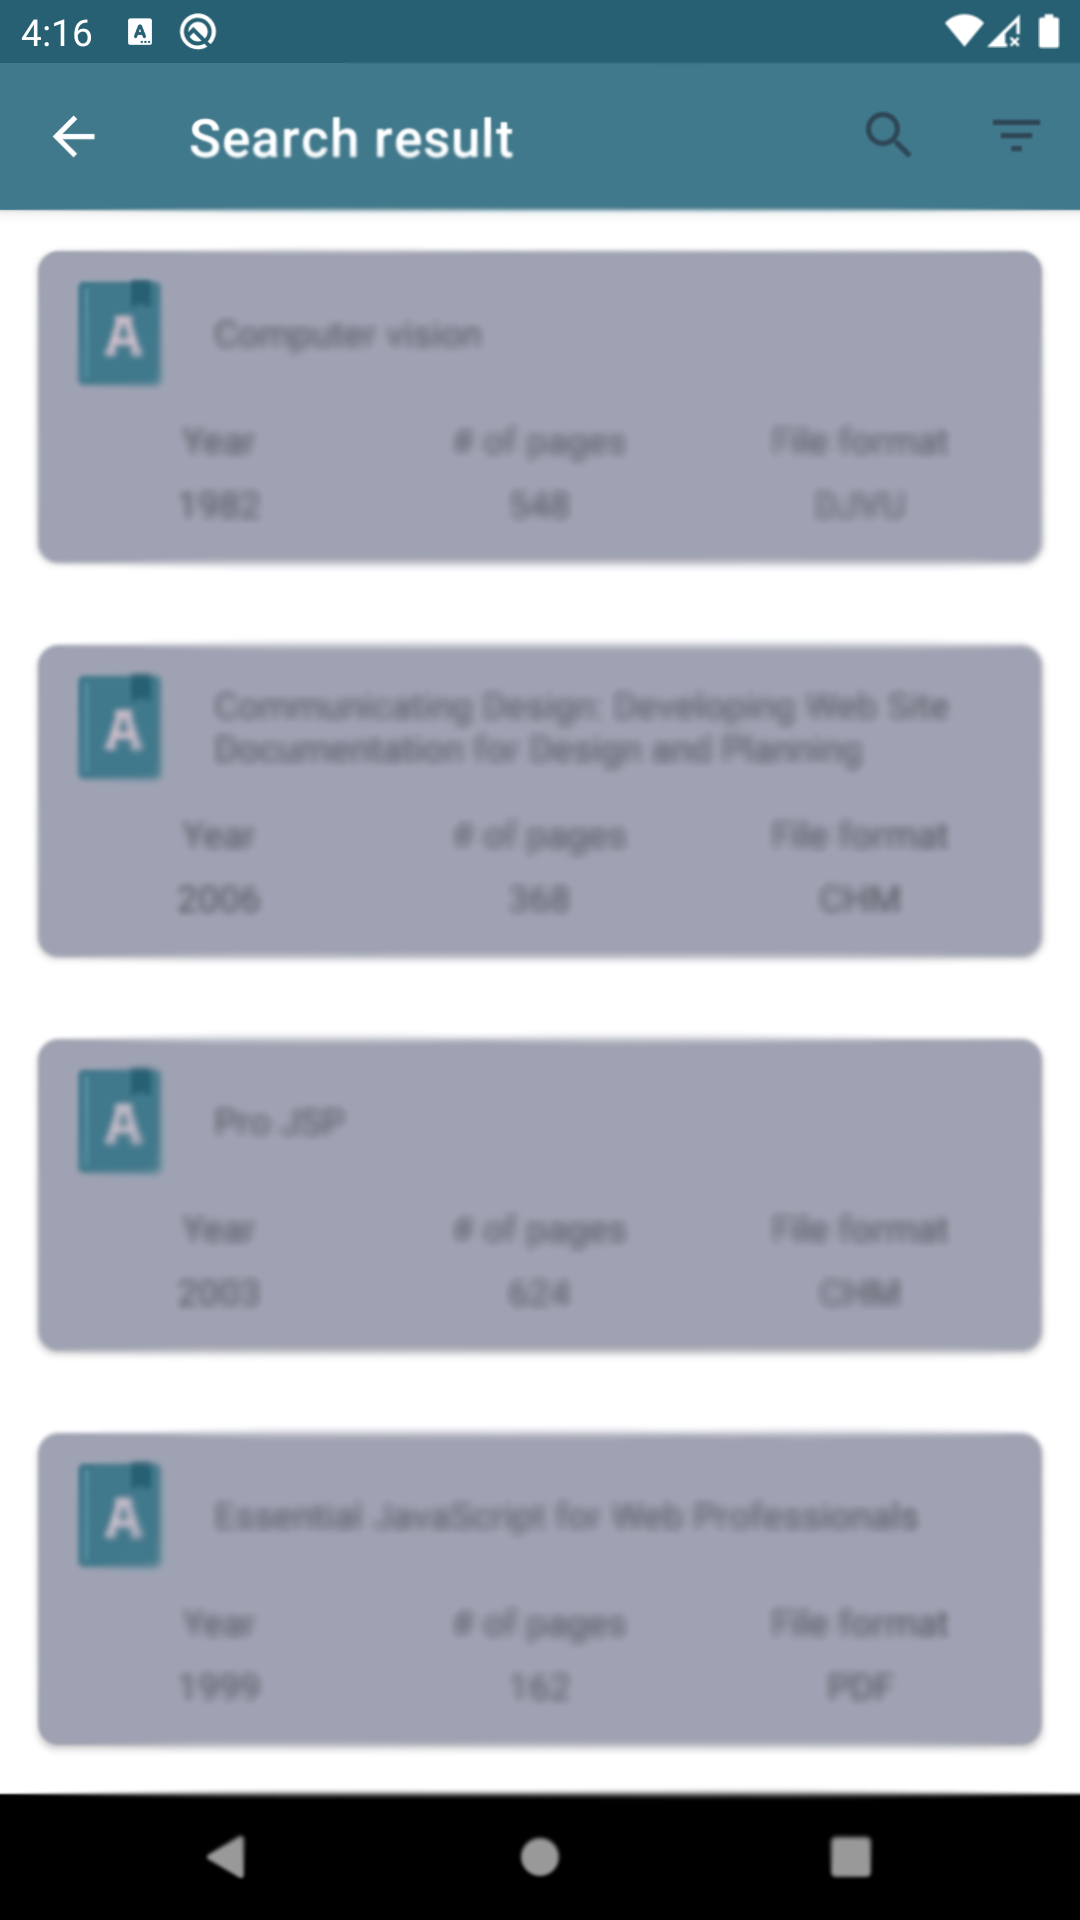 4:16
Search result
A
Computer vision
Year # of pages File format
1982 548 DJVU
A
Communicating Design: Developing Web Site
Documentation for Design and Planning
Year # of pages File format
2006 368 CHM
A
Pro JSP
Year # of pages File format
2003 624 CHM
A
Essential JavaScript for Web Professionals
Year # of pages File format
1999 162 PDF